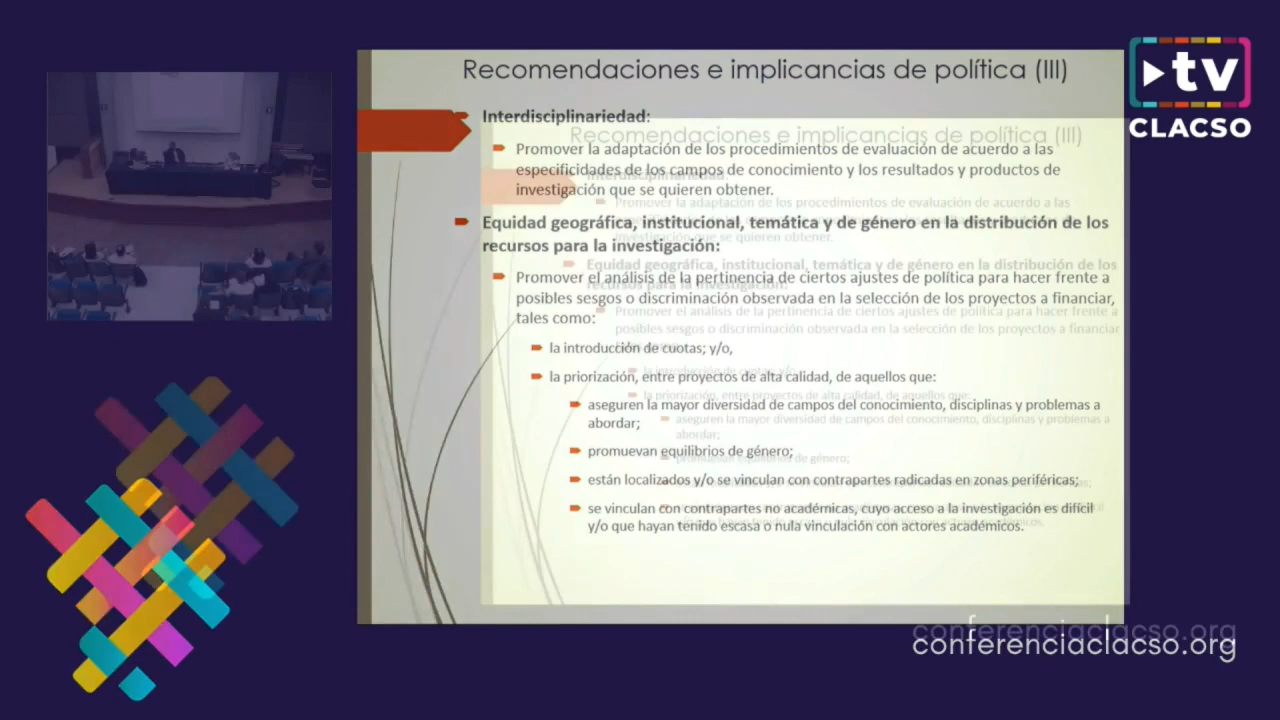 Recomendaciones e implicancias de política (III)
Interdisciplinariedad:
Promover la adaptación de los procedimientos de evaluación de acuerdo a las
especificidades de los campos de conocimiento y los resultados y productos de
investigación que se quieren obtener.
Equidad geográfica, institucional, temática y de género en la distribución de los
recursos para la investigación:
Promover el análisis de la pertinencia de ciertos ajustes de política para hacer frente a
posibles sesgos o discriminación observada en la selección de los proyectos a financiar,
tales como:
la introducción de cuotas; y/o,
la priorización, entre proyectos de alta calidad, de aquellos que:
aseguren la mayor diversidad de campos del conocimiento, disciplinas y problemas a
abordar;
promuevan equilibrios de género;
están localizados y/o se vinculan con contrapartes radicadas en zonas periféricas;
se vinculan con contrapartes no académicas, cuyo acceso a la investigación es difícil
y/o que hayan tenido escasa o nula vinculación con actores académicos.
tv
CLACSO
conferenciaclacso.org